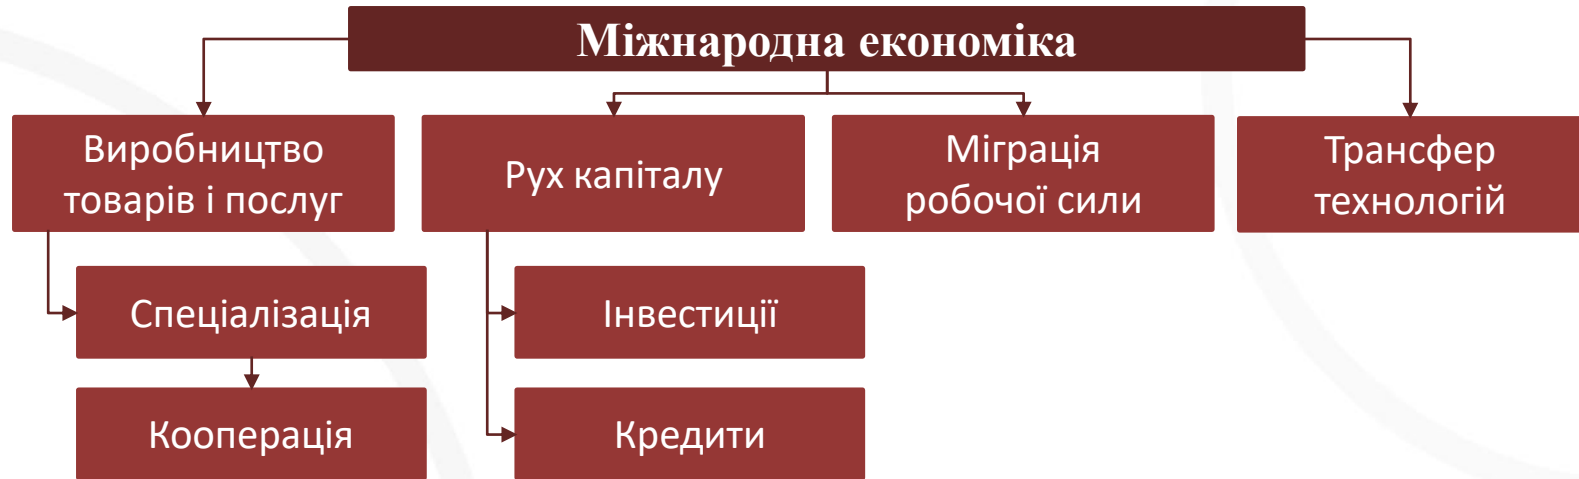 Міжнародна економіка
Виробництво
товарів і послуг
Рух капіталу
Міграція
робочої сили
Трансфер
технологій
Спеціалізація
Інвестиції
Кооперація
Кредити